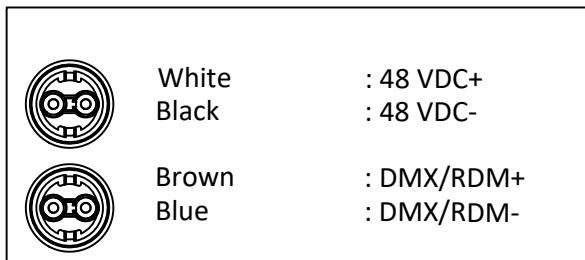 White : 48 VDC+
Black : 48 VDC-
Brown : DMX/RDM+
Blue : DMX/RDM-